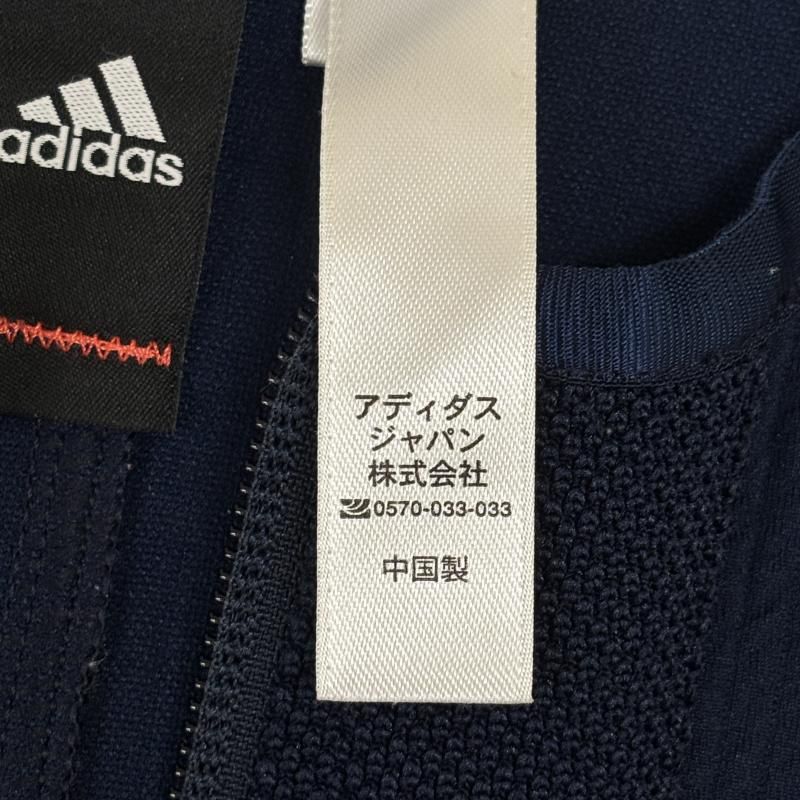 adidas
アディダス
ジャパン
株式会社
0570-033-033
中国製